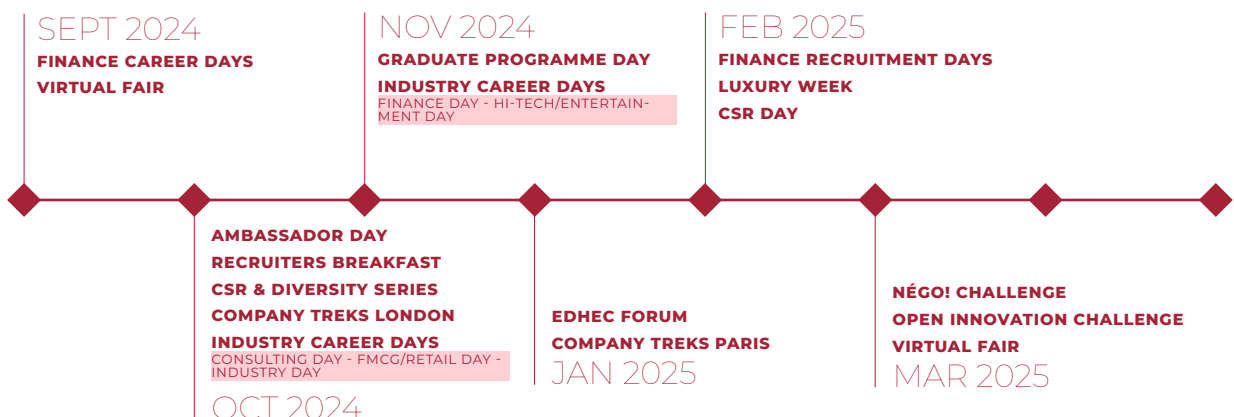 SEPT 2024
FINANCE CAREER DAYS
VIRTUAL FAIR
NOV 2024
GRADUATE PROGRAMME DAY
INDUSTRY CAREER DAYS
FINANCE DAY - HI-TECH/ENTERTAIN-
MENT DAY
FEB 2025
FINANCE RECRUITMENT DAYS
LUXURY WEEK
CSR DAY
AMBASSADOR DAY
RECRUITERS BREAKFAST
CSR & DIVERSITY SERIES
COMPANY TREKS LONDON
INDUSTRY CAREER DAYS
CONSULTING DAY - FMCG/RETAIL DAY -
INDUSTRY DAY
OCT 2024
EDHEC FORUM
COMPANY TREKS PARIS
JAN 2025
NÉGO! CHALLENGE
OPEN INNOVATION CHALLENGE
VIRTUAL FAIR
MAR 2025